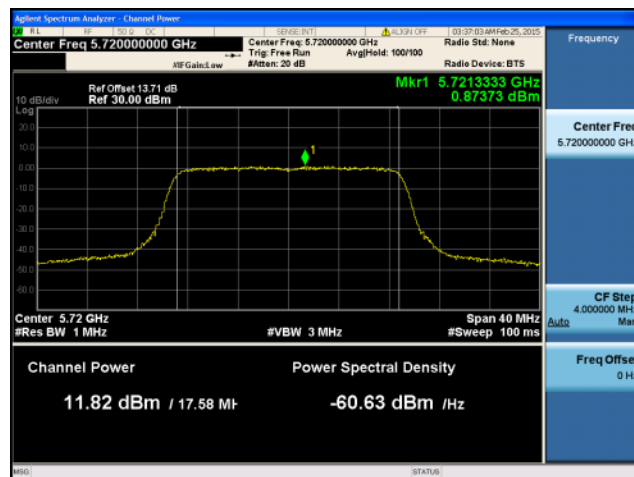 Agilent Spectrum Analyzer - Channel Power
RL RF 50 Ω DC SENSE:INT ALIGN OFF 03:37:03 AM Feb 25, 2015
Center Freq 5.720000000 GHz Center Freq: 5.720000000 GHz Radio Std: None Frequency
Trig: Free Run Avg|Hold: 100/100
#IFGain:Low #Atten: 20 dB Radio Device: BTS
Ref Offset 13.71 dB Mkr1 5.7213333 GHz
10 dB/div Ref 30.00 dBm 0.87373 dBm
Log
20.0
10.0
0.00
-10.0
-20.0
-30.0
-40.0
-50.0
-60.0
1
Center Freq
5.720000000 GHz
Center 5.72 GHz Span 40 MHz
#Res BW 1 MHz #VBW 3 MHz #Sweep 100 ms
CF Step
4.000000 MHz
Auto Man
Freq Offset
0 Hz
Channel Power Power Spectral Density
11.82 dBm / 17.58 MH -60.63 dBm /Hz
MSG STATUS